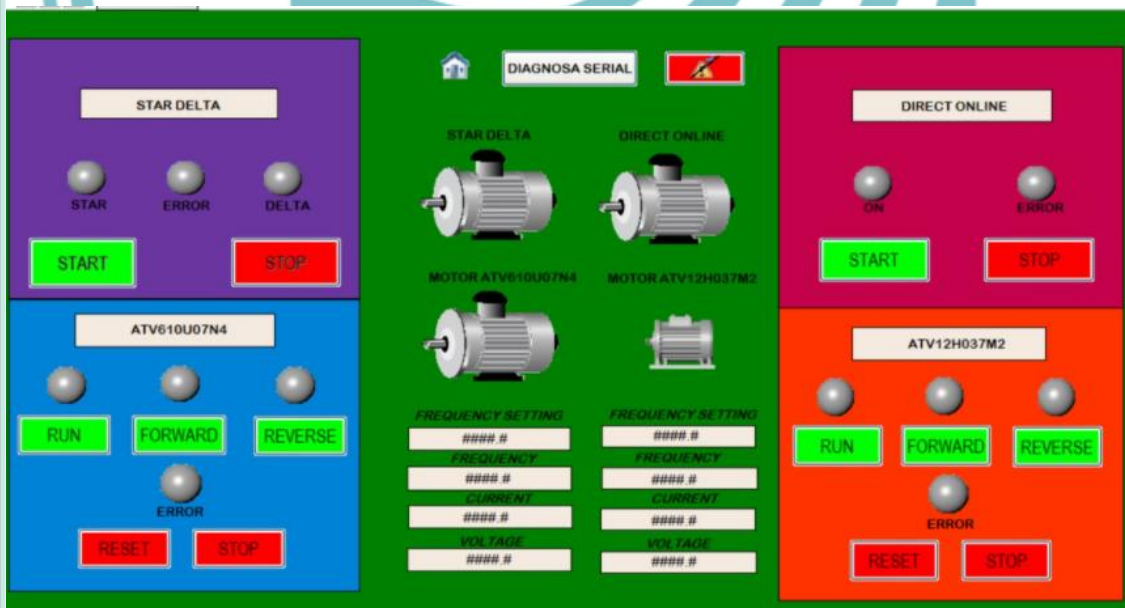 DIAGNOSA SERIAL
STAR DELTA
STAR
ERROR
DELTA
START
STOP
ATV610U07N4
RUN
FORWARD
REVERSE
ERROR
RESET
STOP
STAR DELTA
DIRECT ONLINE
MOTOR ATV610U07N4
MOTOR ATV12H037M2
FREQUENCY SETTING
####.#
FREQUENCY
####.#
CURRENT
####.#
VOLTAGE
####.#
FREQUENCY SETTING
####.#
FREQUENCY
####.#
CURRENT
####.#
VOLTAGE
####.#
DIRECT ONLINE
ON
ERROR
START
STOP
ATV12H037M2
RUN
FORWARD
REVERSE
ERROR
RESET
STOP